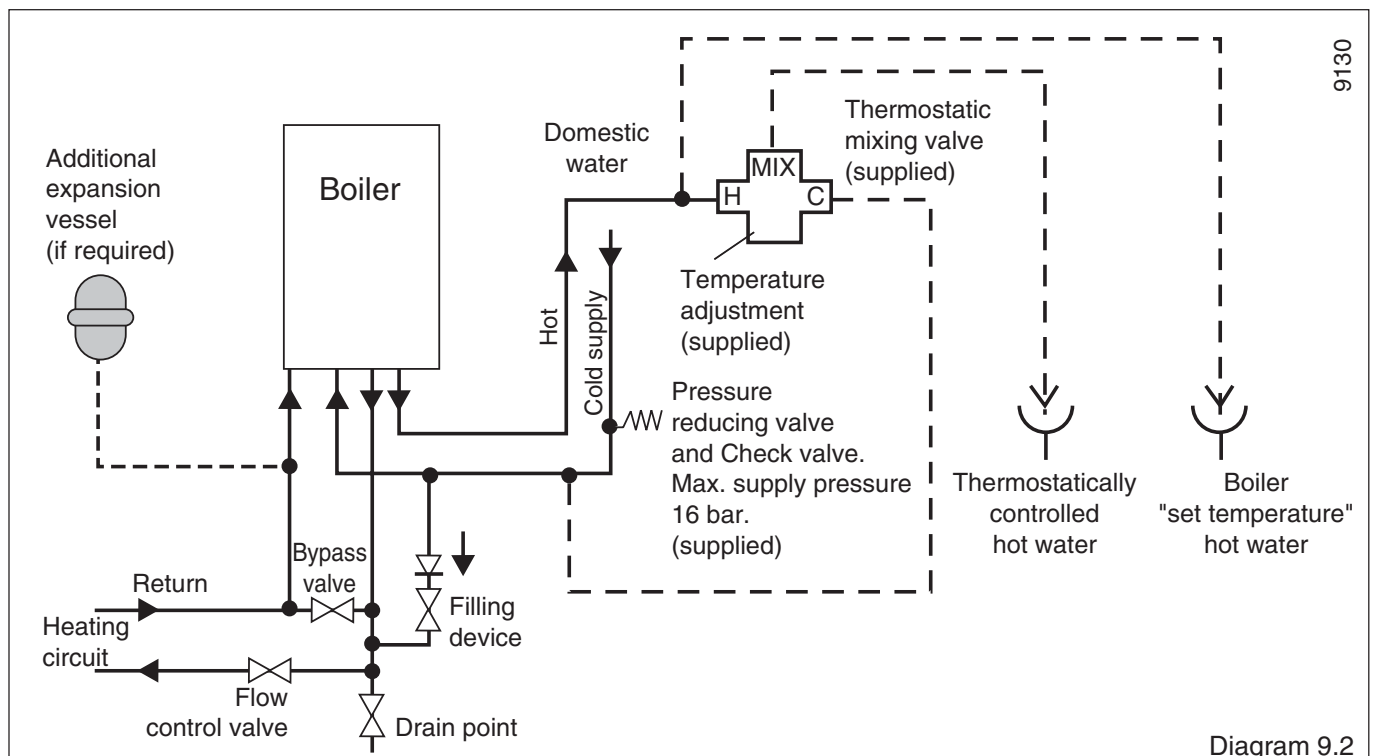 9130
Additional
expansion
vessel
(if required)
Boiler
Domestic
water
MIX
H
C
Thermostatic
mixing valve
(supplied)
Temperature
adjustment
(supplied)
Hot
Cold supply
Pressure
reducing valve
and Check valve.
Max. supply pressure
16 bar.
(supplied)
Thermostatically
controlled
hot water
Boiler
"set temperature"
hot water
Return
Bypass
valve
Filling
device
Heating
circuit
Flow
control valve
Drain point
Diagram 9.2